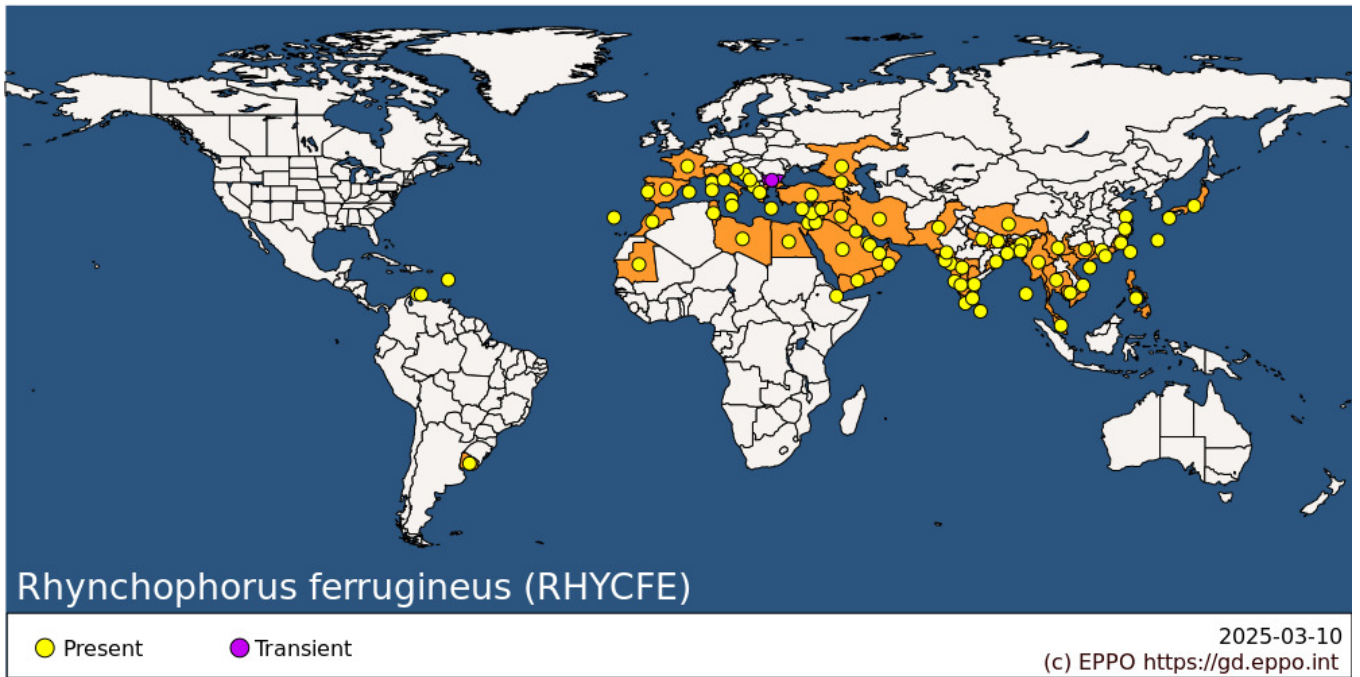 Rhynchophorus ferrugineus (RHYCFE)
Present
Transient
2025-03-10
(c) EPPO https://gd.eppo.int